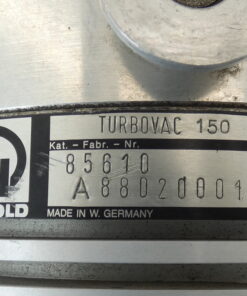 TURBOVAC 150
Kat. - Fabr. - Nr.
85610
A88020001
OLD
MADE IN W. GERMANY